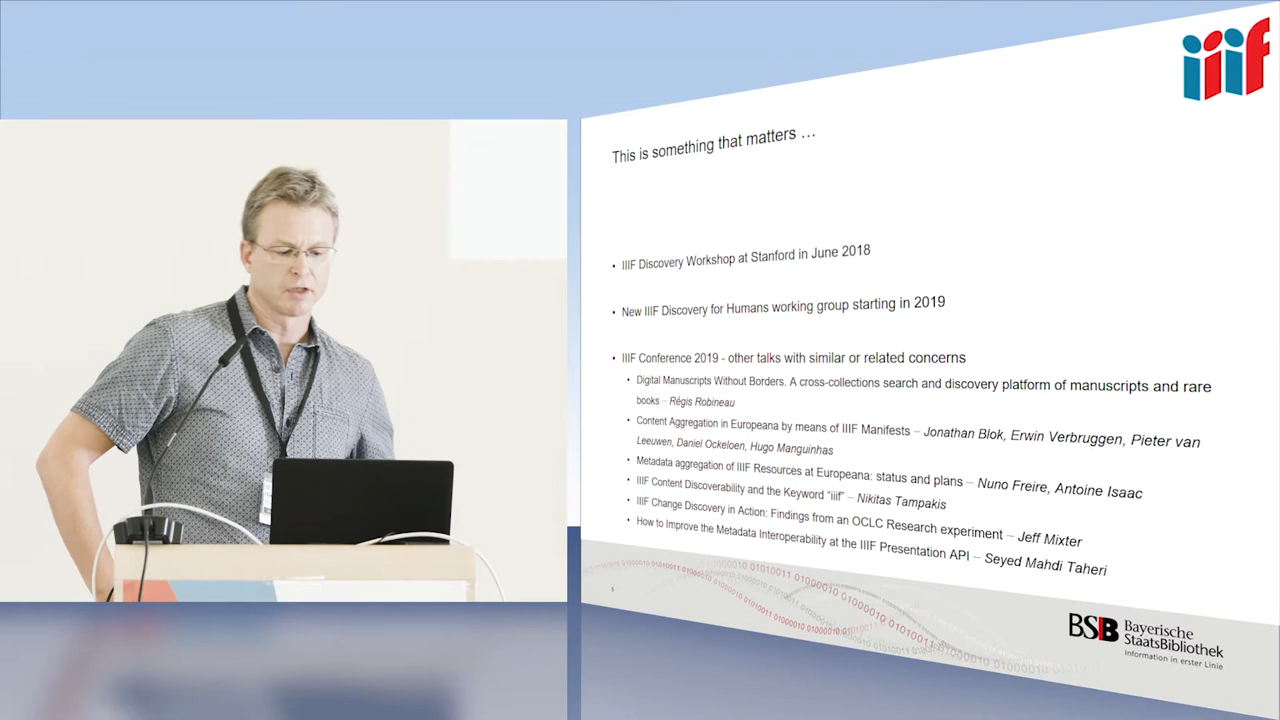 iiif
This is something that matters …
• IIIF Discovery Workshop at Stanford in June 2018
• New IIIF Discovery for Humans working group starting in 2019
• IIIF Conference 2019 - other talks with similar or related concerns
• Digital Manuscripts Without Borders. A cross-collections search and discovery platform of manuscripts and rare
books – Régis Robineau
• Content Aggregation in Europeana by means of IIIF Manifests – Jonathan Blok, Erwin Verbruggen, Pieter van
Leeuwen, Daniel Ockeloen, Hugo Manguinhas
• Metadata aggregation of IIIF Resources at Europeana: status and plans – Nuno Freire, Antoine Isaac
• IIIF Content Discoverability and the Keyword "iiif" – Nikitas Tampakis
• IIIF Change Discovery in Action: Findings from an OCLC Research experiment – Jeff Mixter
• How to Improve the Metadata Interoperability at the IIIF Presentation API – Seyed Mahdi Taheri
BSB Bayerische
StaatsBibliothek
Information in erster Linie